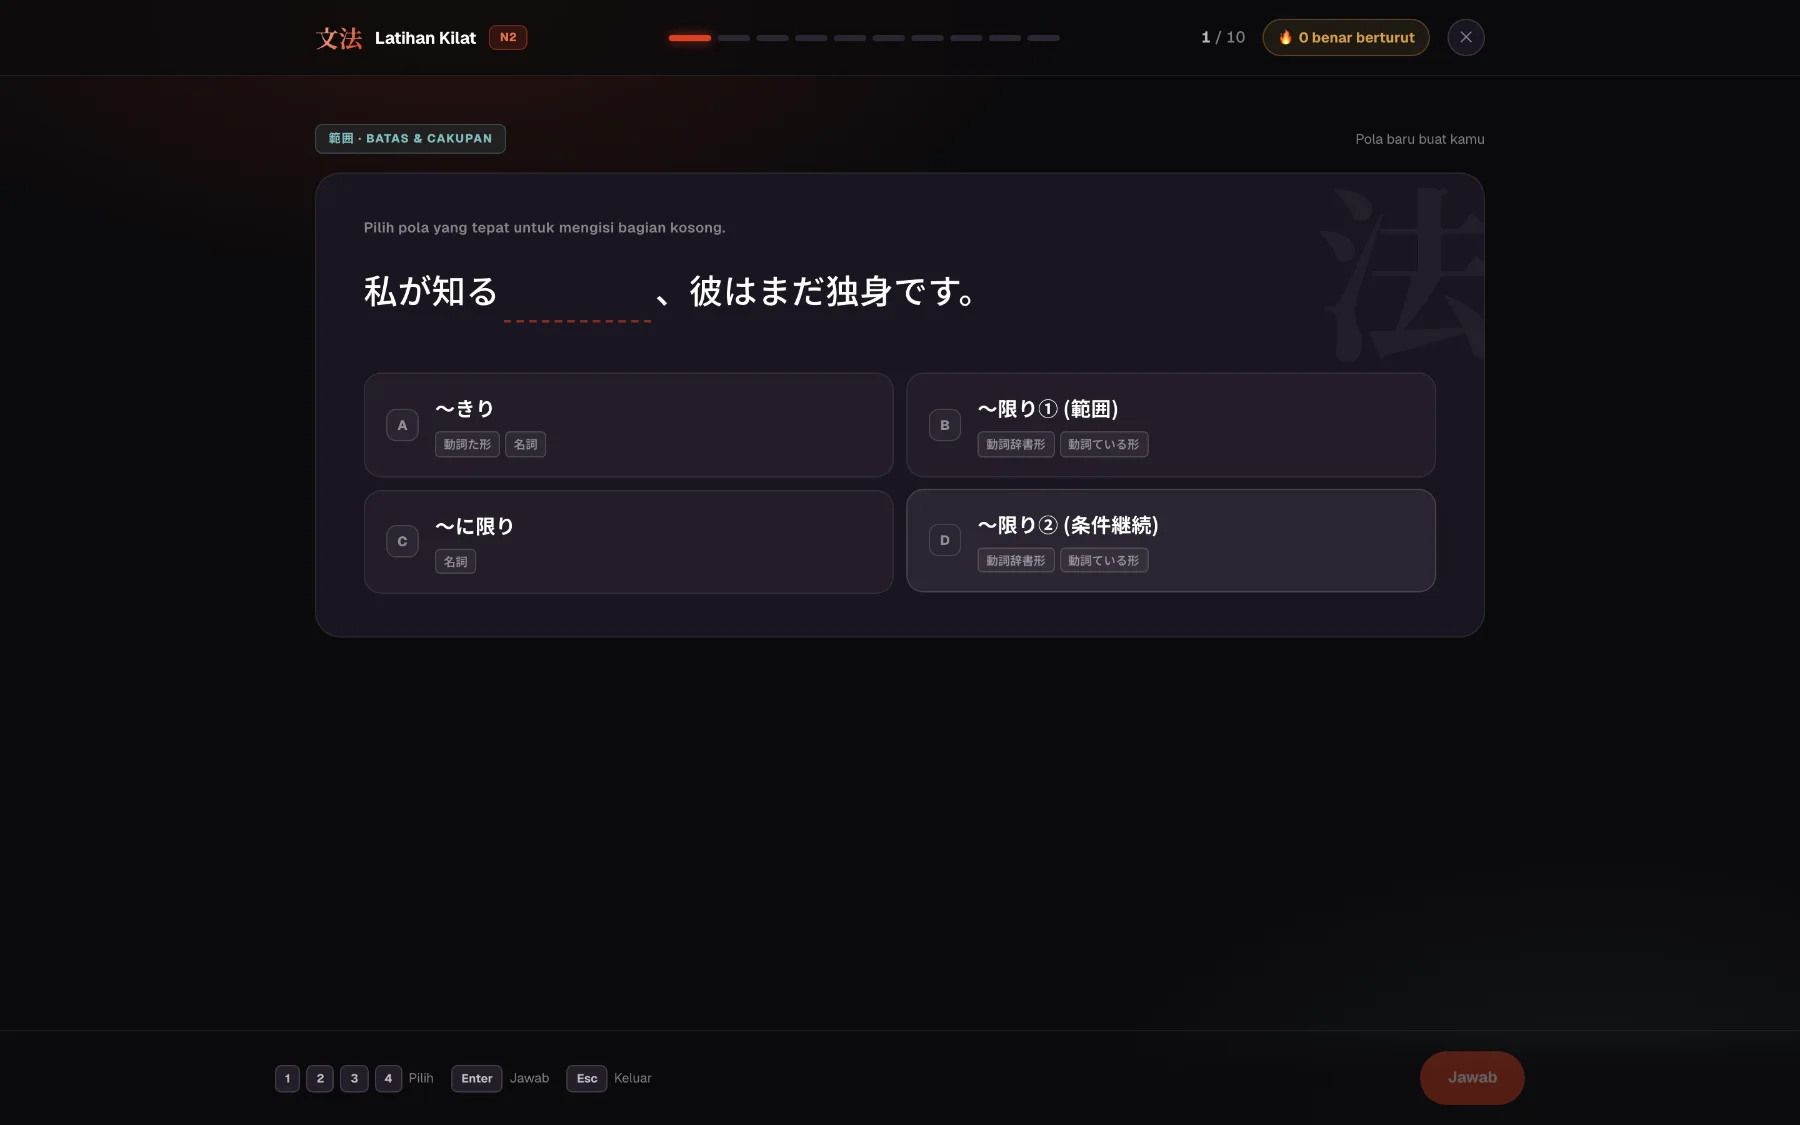 文法 Latihan Kilat N2
1 / 10
🔥 0 benar berturut
範囲 · BATAS & CAKUPAN
Pola baru buat kamu
法
Pilih pola yang tepat untuk mengisi bagian kosong.
私が知る 、彼はまだ独身です。
A
〜きり
動詞た形 名詞
B
〜限り① (範囲)
動詞辞書形 動詞ている形
C
〜に限り
名詞
D
〜限り② (条件継続)
動詞辞書形 動詞ている形
1 2 3 4 Pilih Enter Jawab Esc Keluar
Jawab